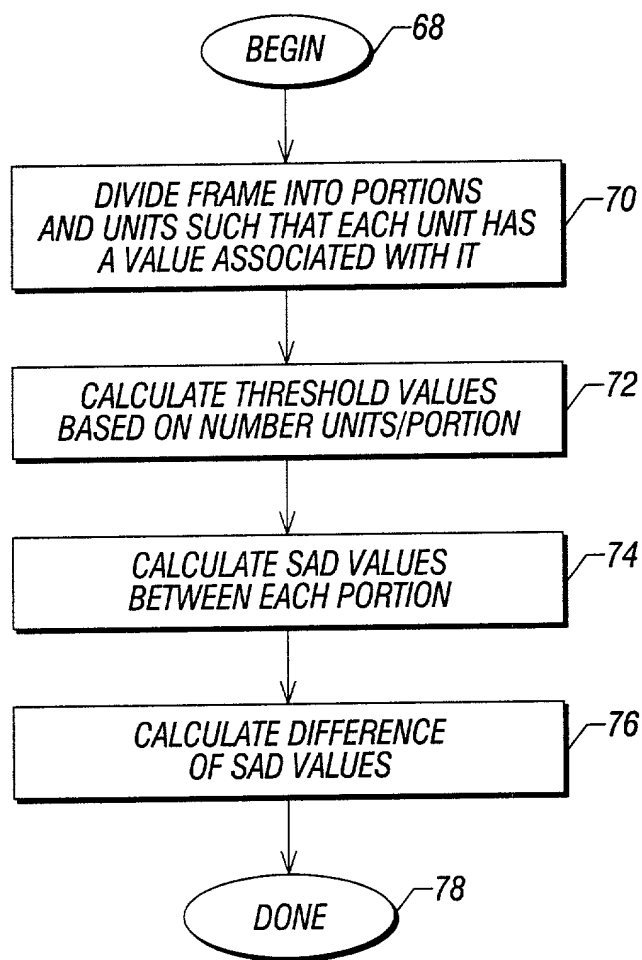 BEGIN
68
DIVIDE FRAME INTO PORTIONS
AND UNITS SUCH THAT EACH UNIT HAS
A VALUE ASSOCIATED WITH IT
70
CALCULATE THRESHOLD VALUES
BASED ON NUMBER UNITS/PORTION
72
CALCULATE SAD VALUES
BETWEEN EACH PORTION
74
CALCULATE DIFFERENCE
OF SAD VALUES
76
DONE
78